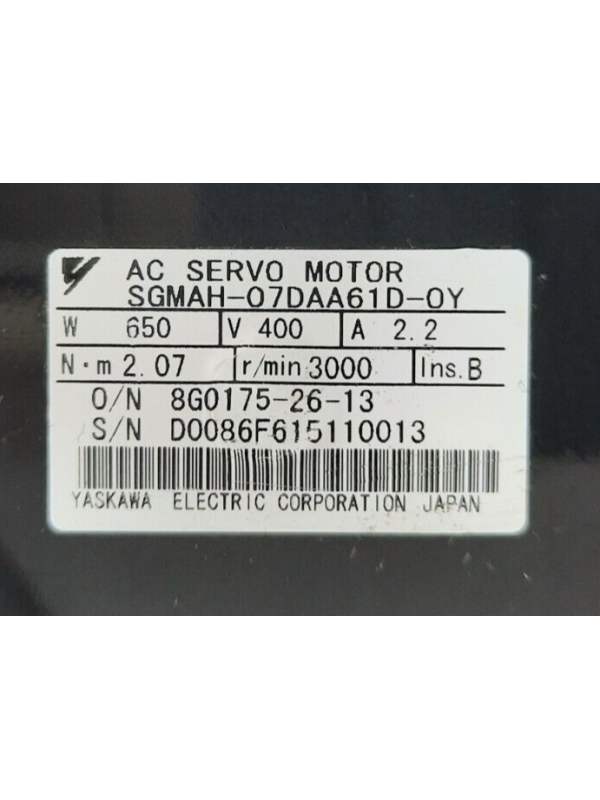 AC SERVO MOTOR
SGMAH-07DAA61D-0Y
W 650 V 400 A 2.2
N·m 2.07 r/min 3000 Ins.B
O/N 8G0175-26-13
S/N D0086F615110013
YASKAWA ELECTRIC CORPORATION JAPAN